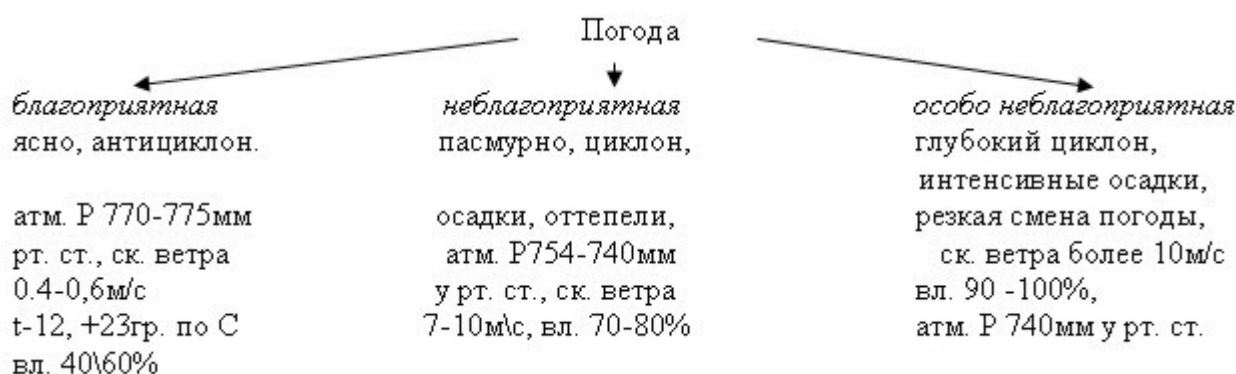 Погода
благоприятная
ясно, антициклон.
атм. Р 770-775мм
рт. ст., ск. ветра
0.4-0,6м/с
t-12, +23гр. по С
вл. 40\60%
неблагоприятная
пасмурно, циклон,
осадки, оттепели,
атм. Р754-740мм
у рт. ст., ск. ветра
7-10м\с, вл. 70-80%
особо неблагоприятная
глубокий циклон,
интенсивные осадки,
резкая смена погоды,
ск. ветра более 10м/с
вл. 90 -100%,
атм. Р 740мм у рт. ст.